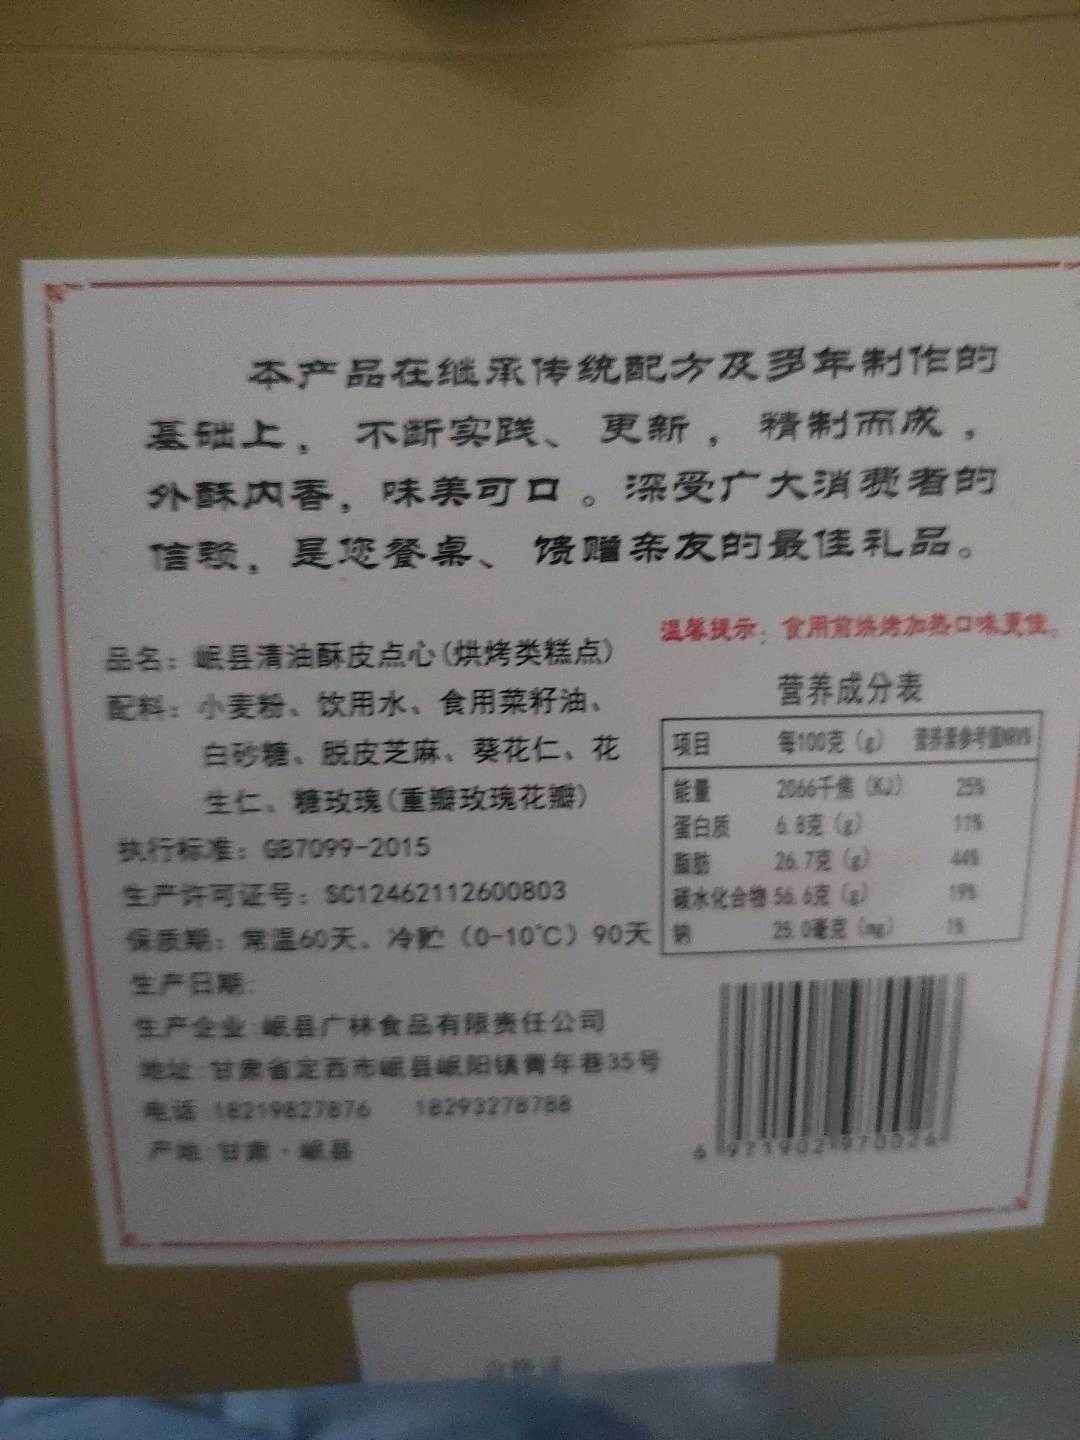 本产品在继承传统配方及多年制作的
基础上，不断实践、更新，精制而成，
外酥内香，味美可口。深受广大消费者的
信赖，是您餐桌、馈赠亲友的最佳礼品。
温馨提示：食用前烘烤加热口味更佳。
品名：岷县清油酥皮点心(烘烤类糕点)
配料：小麦粉、饮用水、食用菜籽油、
白砂糖、脱皮芝麻、葵花仁、花
生仁、糖玫瑰(重瓣玫瑰花瓣)
执行标准：GB7099-2015
生产许可证号：SC12462112600803
保质期：常温60天、冷贮（0-10℃）90天
生产日期：
生产企业:岷县广林食品有限责任公司
地址:甘肃省定西市岷县岷阳镇青年巷35号
电话:18219827876 18293278788
产地:甘肃·岷县
营养成分表
项目 每100克（g） 营养素参考值NRV%
能量 2066千焦（KJ） 25%
蛋白质 6.8克（g） 11%
脂肪 26.7克（g） 44%
碳水化合物 56.6克（g） 19%
钠 25.0毫克（mg） 1%
6 971902 970024